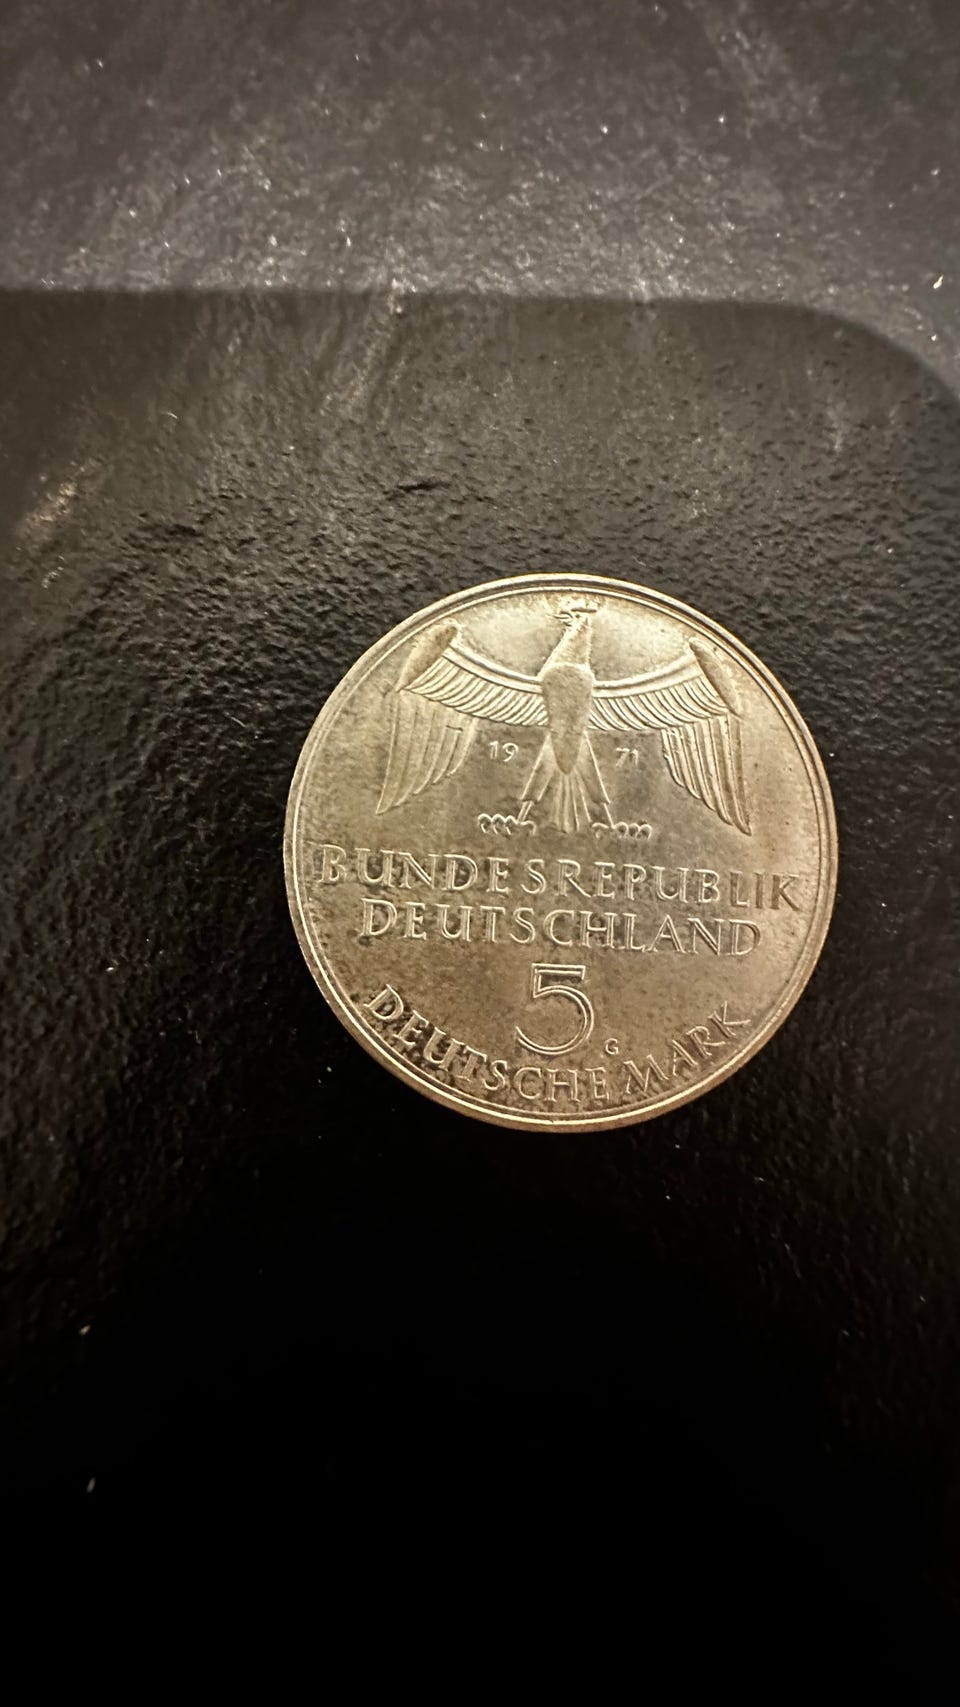 19 71
BUNDESREPUBLIK
DEUTSCHLAND
5
G
DEUTSCHE MARK